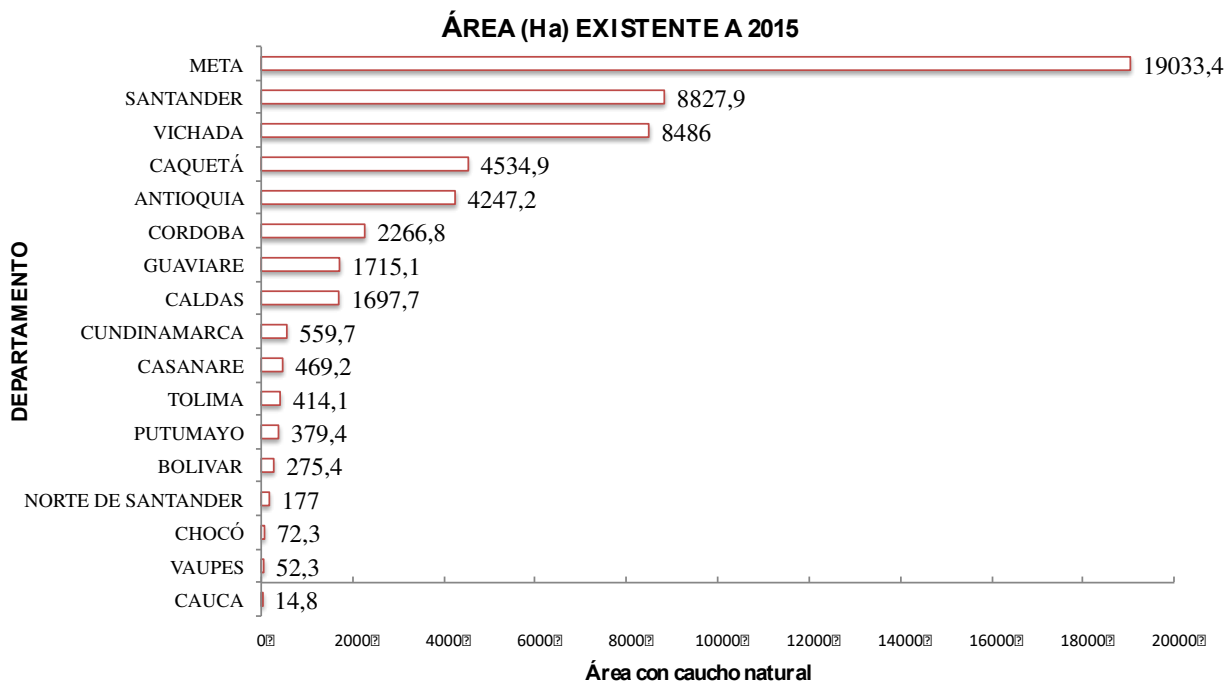 ÁREA (Ha) EXISTENTE A 2015
META 19033,4
SANTANDER 8827,9
VICHADA 8486
CAQUETÁ 4534,9
ANTIOQUIA 4247,2
CORDOBA 2266,8
GUAVIARE 1715,1
CALDAS 1697,7
CUNDINAMARCA 559,7
CASANARE 469,2
TOLIMA 414,1
PUTUMAYO 379,4
BOLIVAR 275,4
NORTE DE SANTANDER 177
CHOCÓ 72,3
VAUPES 52,3
CAUCA 14,8
DEPARTAMENTO
0 2000 4000 6000 8000 10000 12000 14000 16000 18000 20000
Área con caucho natural